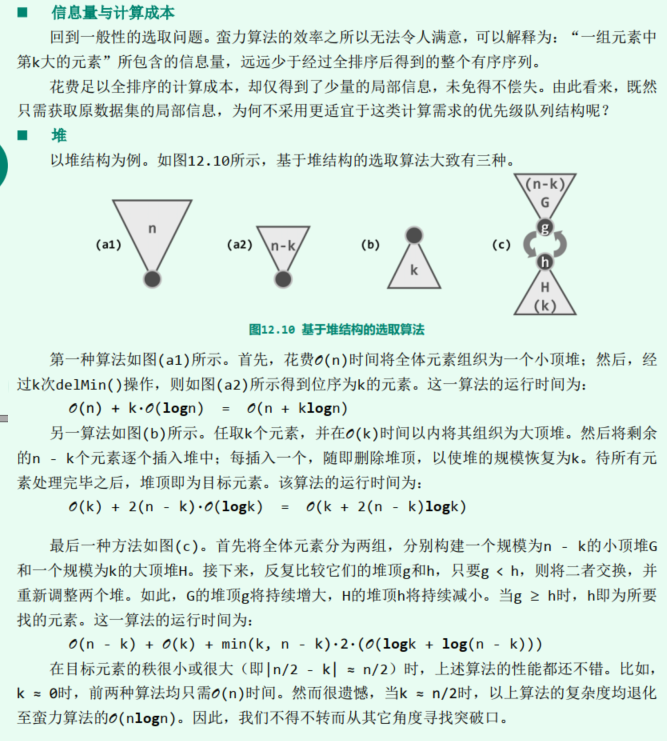 ■ 信息量与计算成本
回到一般性的选取问题。蛮力算法的效率之所以无法令人满意，可以解释为：“一组元素中
第k大的元素”所包含的信息量，远远少于经过全排序后得到的整个有序序列。
花费足以全排序的计算成本，却仅得到了少量的局部信息，未免得不偿失。由此看来，既然
只需获取原数据集的局部信息，为何不采用更适宜于这类计算需求的优先级队列结构呢？
■ 堆
以堆结构为例。如图12.10所示，基于堆结构的选取算法大致有三种。
(a1) n (a2) n-k (b) k (c) (n-k) G g h H (k)
图12.10 基于堆结构的选取算法
第一种算法如图(a1)所示。首先，花费O(n)时间将全体元素组织为一个小顶堆；然后，经
过k次delMin()操作，则如图(a2)所示得到位序为k的元素。这一算法的运行时间为：
O(n) + k·O(logn) = O(n + klogn)
另一算法如图(b)所示。任取k个元素，并在O(k)时间以内将其组织为大顶堆。然后将剩余
的n - k个元素逐个插入堆中；每插入一个，随即删除堆顶，以使堆的规模恢复为k。待所有元
素处理完毕之后，堆顶即为目标元素。该算法的运行时间为：
O(k) + 2(n - k)·O(logk) = O(k + 2(n - k)logk)
最后一种方法如图(c)。首先将全体元素分为两组，分别构建一个规模为n - k的小顶堆G
和一个规模为k的大顶堆H。接下来，反复比较它们的堆顶g和h，只要g < h，则将二者交换，并
重新调整两个堆。如此，G的堆顶g将持续增大，H的堆顶h将持续减小。当g ≥ h时，h即为所要
找的元素。这一算法的运行时间为：
O(n - k) + O(k) + min(k, n - k)·2·(O(logk + log(n - k)))
在目标元素的秩很小或很大（即|n/2 - k| ≈ n/2）时，上述算法的性能都还不错。比如，
k ≈ 0时，前两种算法均只需O(n)时间。然而很遗憾，当k ≈ n/2时，以上算法的复杂度均退化
至蛮力算法的O(nlogn)。因此，我们不得不转而从其它角度寻找突破口。